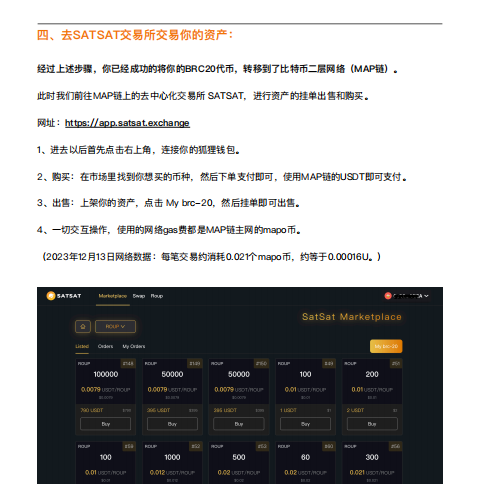 四、去SATSAT交易所交易你的资产：
经过上述步骤，你已经成功的将你的BRC20代币，转移到了比特币二层网络（MAP链）。
此时我们前往MAP链上的去中心化交易所 SATSAT，进行资产的挂单出售和购买。
网址：https://app.satsat.exchange
1、进去以后首先点击右上角，连接你的狐狸钱包。
2、购买：在市场里找到你想买的币种，然后下单支付即可，使用MAP链的USDT即可支付。
3、出售：上架你的资产，点击 My brc-20，然后挂单即可出售。
4、一切交互操作，使用的网络gas费都是MAP链主网的mapo币。
（2023年12月13日网络数据：每笔交易约消耗0.021个mapo币，约等于0.00016U。）
SATSAT Marketplace Swap Roup
SatSat Marketplace
ROUP
Listed Orders My Orders My Brc-20
ROUP #148 ROUP #149 ROUP #150 ROUP #49 ROUP #51
100000 50000 50000 100 200
0.0079 USDT/ROUP 0.0079 USDT/ROUP 0.0079 USDT/ROUP 0.01 USDT/ROUP 0.01 USDT/ROUP
790 USDT 395 USDT 395 USDT 1 USDT 2 USDT
Buy Buy Buy Buy Buy
ROUP #59 ROUP #52 ROUP #53 ROUP #60 ROUP #56
100 1000 500 60 300
0.01 USDT/ROUP 0.012 USDT/ROUP 0.02 USDT/ROUP 0.02 USDT/ROUP 0.021 USDT/ROUP